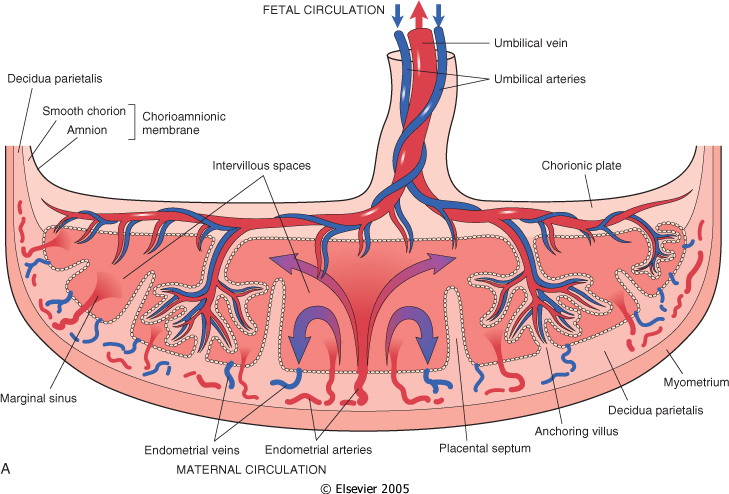 FETAL CIRCULATION
Umbilical vein
Umbilical arteries
Decidua parietalis
Smooth chorion
Amnion
Chorioamnionic
membrane
Intervillous spaces
Chorionic plate
Marginal sinus
Myometrium
Decidua parietalis
Anchoring villus
Placental septum
Endometrial veins
Endometrial arteries
MATERNAL CIRCULATION
A
© Elsevier 2005